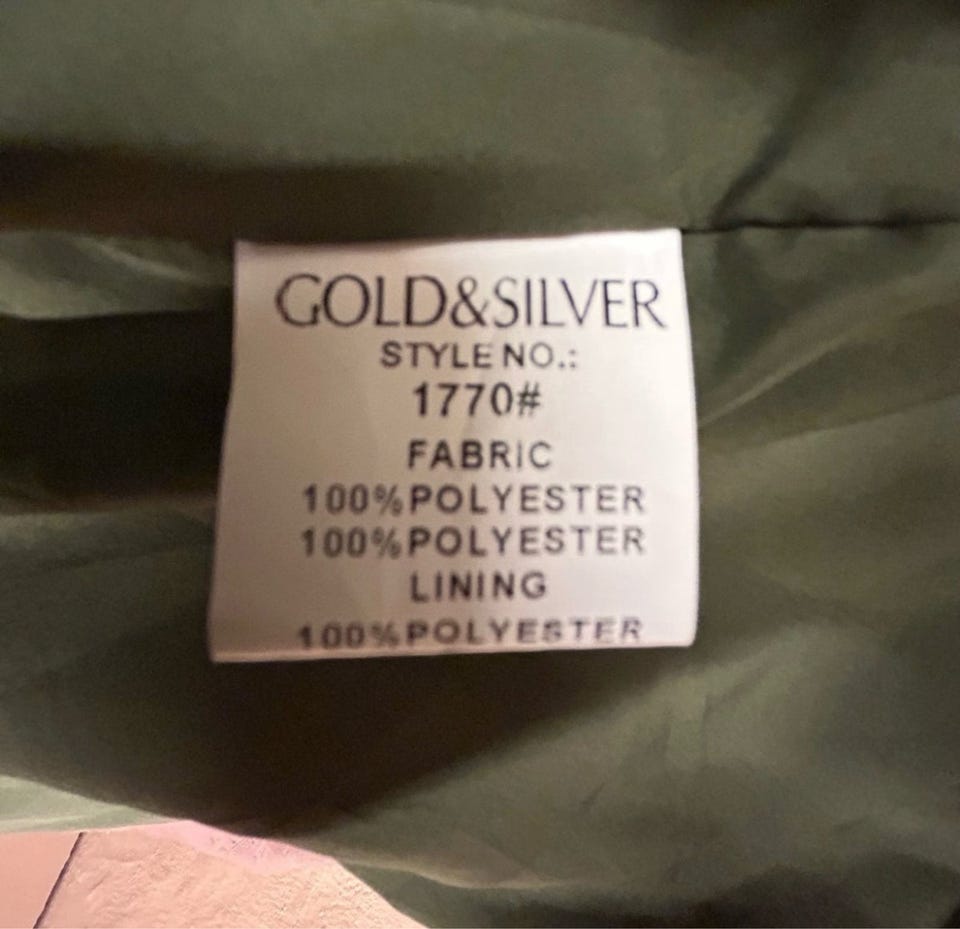 GOLD&SILVER
STYLE NO.:
1770#
FABRIC
100%POLYESTER
100%POLYESTER
LINING
100%POLYESTER